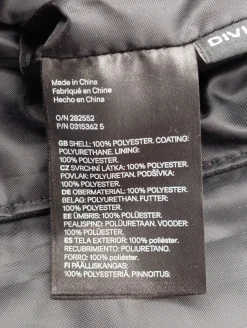 DIVI
Made in China
Fabriqué en Chine
Hecho en China
O/N 282552
P/N 0315362 5
GB SHELL: 100% POLYESTER. COATING:
POLYURETHANE. LINING:
100% POLYESTER.
CZ SVRCHNÍ LÁTKA: 100% POLYESTER.
POVLAK: POLYURETAN. PODŠÍVKA:
100% POLYESTER.
DE OBERMATERIAL: 100% POLYESTER.
BELAG: POLYURETHAN. FUTTER:
100% POLYESTER.
EE ÜMBRIS: 100% POLÜESTER.
PEALISPIND: POLÜURETAAN. VOODER:
100% POLÜESTER.
ES TELA EXTERIOR: 100% poliéster.
RECUBRIMIENTO: POLIURETANO.
FORRO: 100% poliéster.
FI PÄÄLLISKANGAS:
100% POLYESTERIÄ, PINNOITUS: